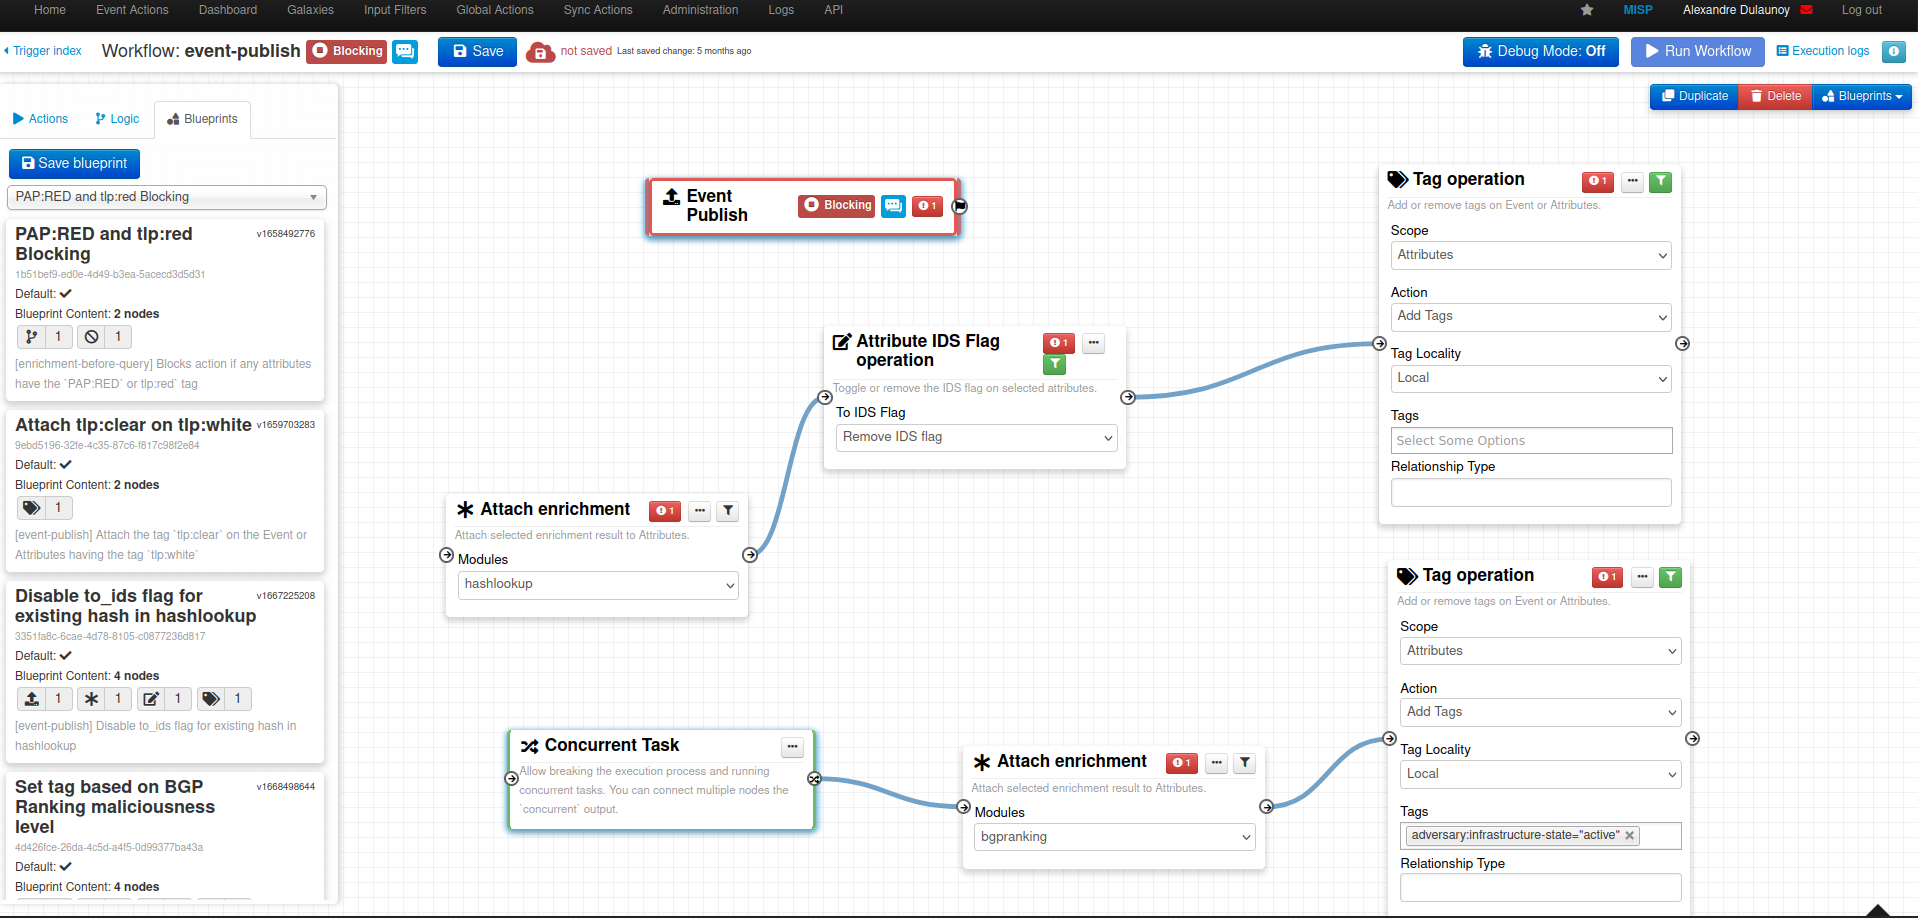 Home Event Actions Dashboard Galaxies Input Filters Global Actions Sync Actions Administration Logs API MISP Alexandre Dulaunoy Log out
Trigger index Workflow: event-publish Blocking Save not saved Last saved change: 5 months ago Debug Mode: Off Run Workflow Execution logs
Duplicate Delete Blueprints
Actions Logic Blueprints
Save blueprint
PAP:RED and tlp:red Blocking
PAP:RED and tlp:red
Blocking
v1658492776
1b51bef9-ed0e-4d49-b3ea-5acecd3d5d31
Default:
Blueprint Content: 2 nodes
1 1
[enrichment-before-query] Blocks action if any attributes
have the `PAP:RED` or tlp:red` tag
Attach tlp:clear on tlp:white v1659703283
9ebd5196-32fe-4c35-87c6-f817c98f2e84
Default:
Blueprint Content: 2 nodes
1
[event-publish] Attach the tag `tlp:clear` on the Event or
Attributes having the tag `tlp:white`
Disable to_ids flag for
existing hash in hashlookup
v1667225208
3351fa8c-6cae-4d78-8105-c0877236d817
Default:
Blueprint Content: 4 nodes
1 1 1 1
[event-publish] Disable to_ids flag for existing hash in
hashlookup
Set tag based on BGP
Ranking maliciousness
level
v1668498644
4d426fce-26da-4c5d-a4f5-0d99377ba43a
Default:
Blueprint Content: 4 nodes
Event
Publish
Blocking 1
Attribute IDS Flag
operation
1
Toggle or remove the IDS flag on selected attributes.
To IDS Flag
Remove IDS flag
Attach enrichment 1
Attach selected enrichment result to Attributes.
Modules
hashlookup
Tag operation 1
Add or remove tags on Event or Attributes.
Scope
Attributes
Action
Add Tags
Tag Locality
Local
Tags
Select Some Options
Relationship Type
Concurrent Task
Allow breaking the execution process and running
concurrent tasks. You can connect multiple nodes the
`concurrent` output.
Attach enrichment 1
Attach selected enrichment result to Attributes.
Modules
bgpranking
Tag operation 1
Add or remove tags on Event or Attributes.
Scope
Attributes
Action
Add Tags
Tag Locality
Local
Tags
adversary:infrastructure-state="active"
Relationship Type